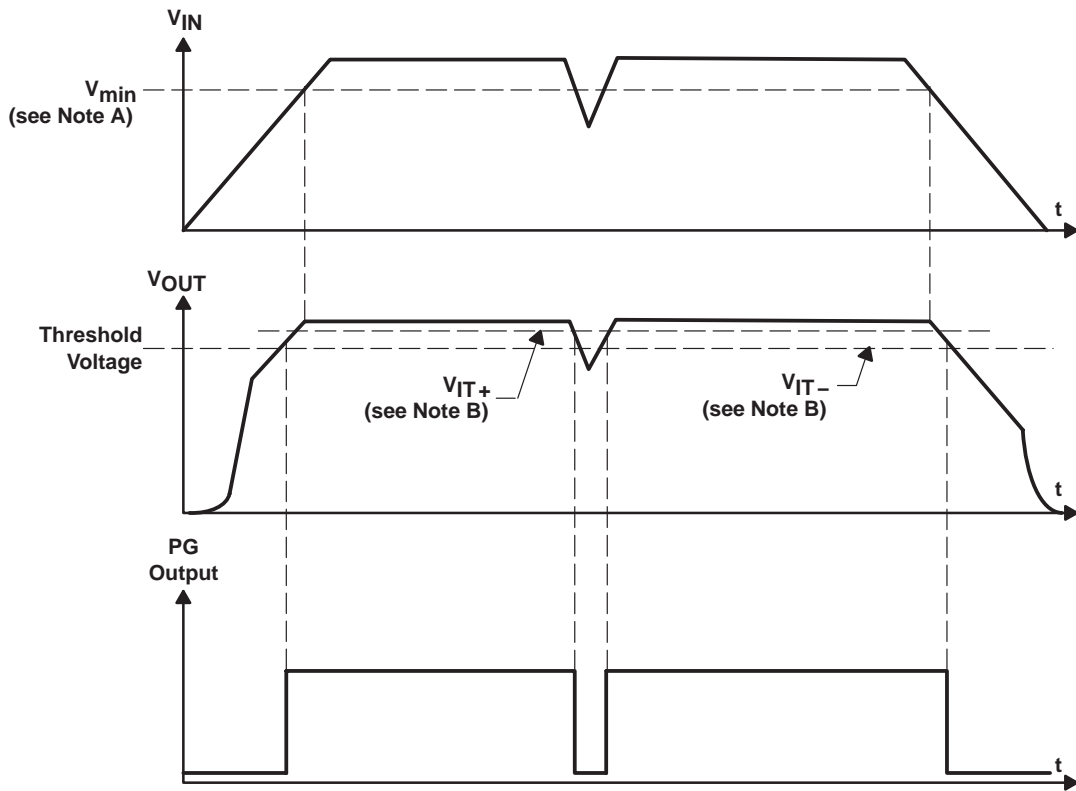 VIN
Vmin
(see Note A)
t
VOUT
Threshold
Voltage
VIT+
(see Note B)
VIT−
(see Note B)
t
PG
Output
t